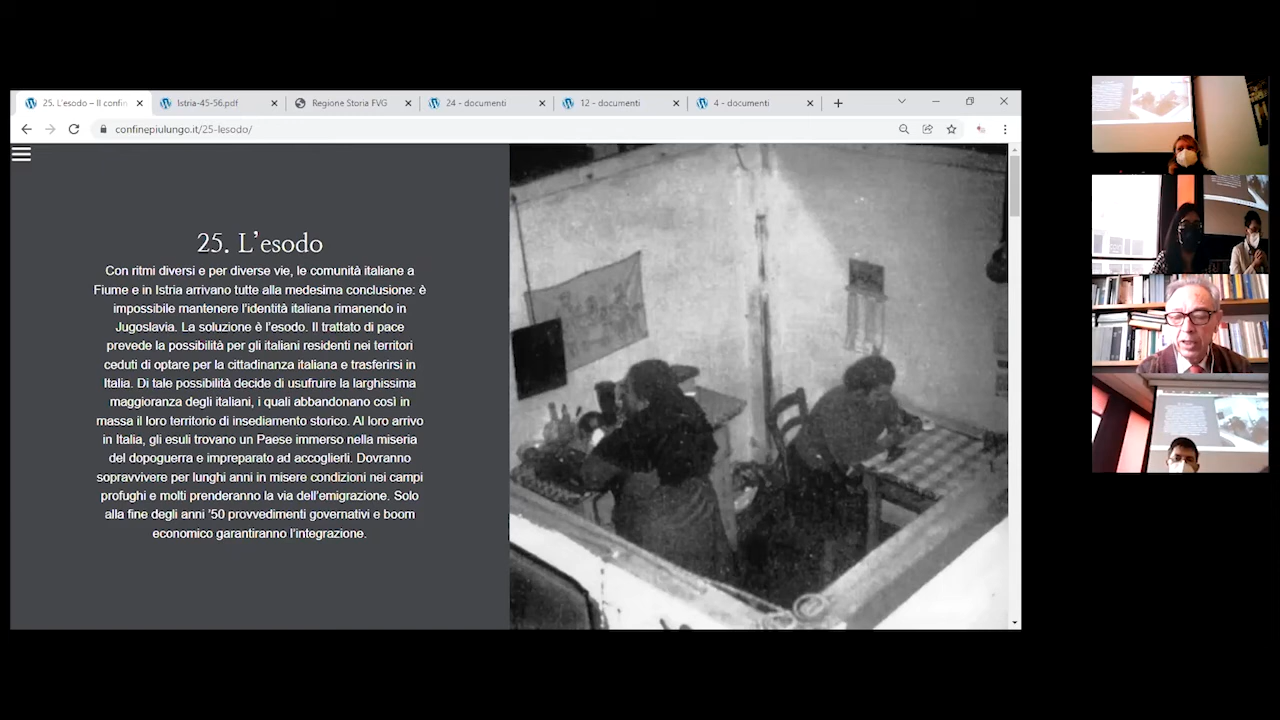 25. L'esodo – Il confin
Istria-45-56.pdf
Regione Storia FVG
24 - documenti
12 - documenti
4 - documenti
confinepiulungo.it/25-lesodo/
25. L'esodo
Con ritmi diversi e per diverse vie, le comunità italiane a
Fiume e in Istria arrivano tutte alla medesima conclusione: è
impossibile mantenere l'identità italiana rimanendo in
Jugoslavia. La soluzione è l'esodo. Il trattato di pace
prevede la possibilità per gli italiani residenti nei territori
ceduti di optare per la cittadinanza italiana e trasferirsi in
Italia. Di tale possibilità decide di usufruire la larghissima
maggioranza degli italiani, i quali abbandonano così in
massa il loro territorio di insediamento storico. Al loro arrivo
in Italia, gli esuli trovano un Paese immerso nella miseria
del dopoguerra e impreparato ad accoglierli. Dovranno
sopravvivere per lunghi anni in misere condizioni nei campi
profughi e molti prenderanno la via dell'emigrazione. Solo
alla fine degli anni '50 provvedimenti governativi e boom
economico garantiranno l'integrazione.